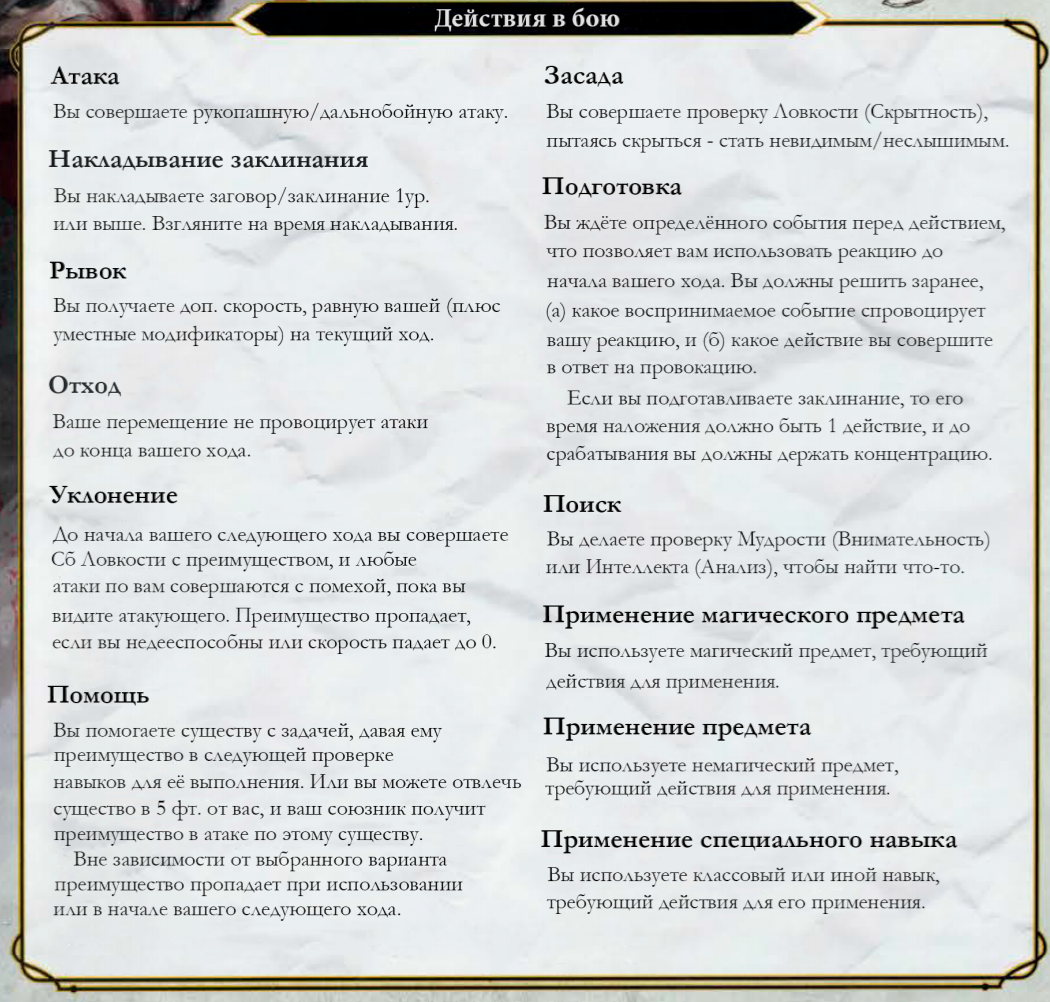 Действия в бою
Атака
Вы совершаете рукопашную/дальнобойную атаку.
Накладывание заклинания
Вы накладываете заговор/заклинание 1ур.
или выше. Взгляните на время накладывания.
Рывок
Вы получаете доп. скорость, равную вашей (плюс
уместные модификаторы) на текущий ход.
Отход
Ваше перемещение не провоцирует атаки
до конца вашего хода.
Уклонение
До начала вашего следующего хода вы совершаете
Сб Ловкости с преимуществом, и любые
атаки по вам совершаются с помехой, пока вы
видите атакующего. Преимущество пропадает,
если вы недееспособны или скорость падает до 0.
Помощь
Вы помогаете существу с задачей, давая ему
преимущество в следующей проверке
навыков для её выполнения. Или вы можете отвлечь
существо в 5 фт. от вас, и ваш союзник получит
преимущество в атаке по этому существу.
Вне зависимости от выбранного варианта
преимущество пропадает при использовании
или в начале вашего следующего хода.
Засада
Вы совершаете проверку Ловкости (Скрытность),
пытаясь скрыться - стать невидимым/неслышимым.
Подготовка
Вы ждёте определённого события перед действием,
что позволяет вам использовать реакцию до
начала вашего хода. Вы должны решить заранее,
(а) какое воспринимаемое событие спровоцирует
вашу реакцию, и (б) какое действие вы совершите
в ответ на провокацию.
Если вы подготавливаете заклинание, то его
время наложения должно быть 1 действие, и до
срабатывания вы должны держать концентрацию.
Поиск
Вы делаете проверку Мудрости (Внимательность)
или Интеллекта (Анализ), чтобы найти что-то.
Применение магического предмета
Вы используете магический предмет, требующий
действия для применения.
Применение предмета
Вы используете немагический предмет,
требующий действия для применения.
Применение специального навыка
Вы используете классовый или иной навык,
требующий действия для его применения.